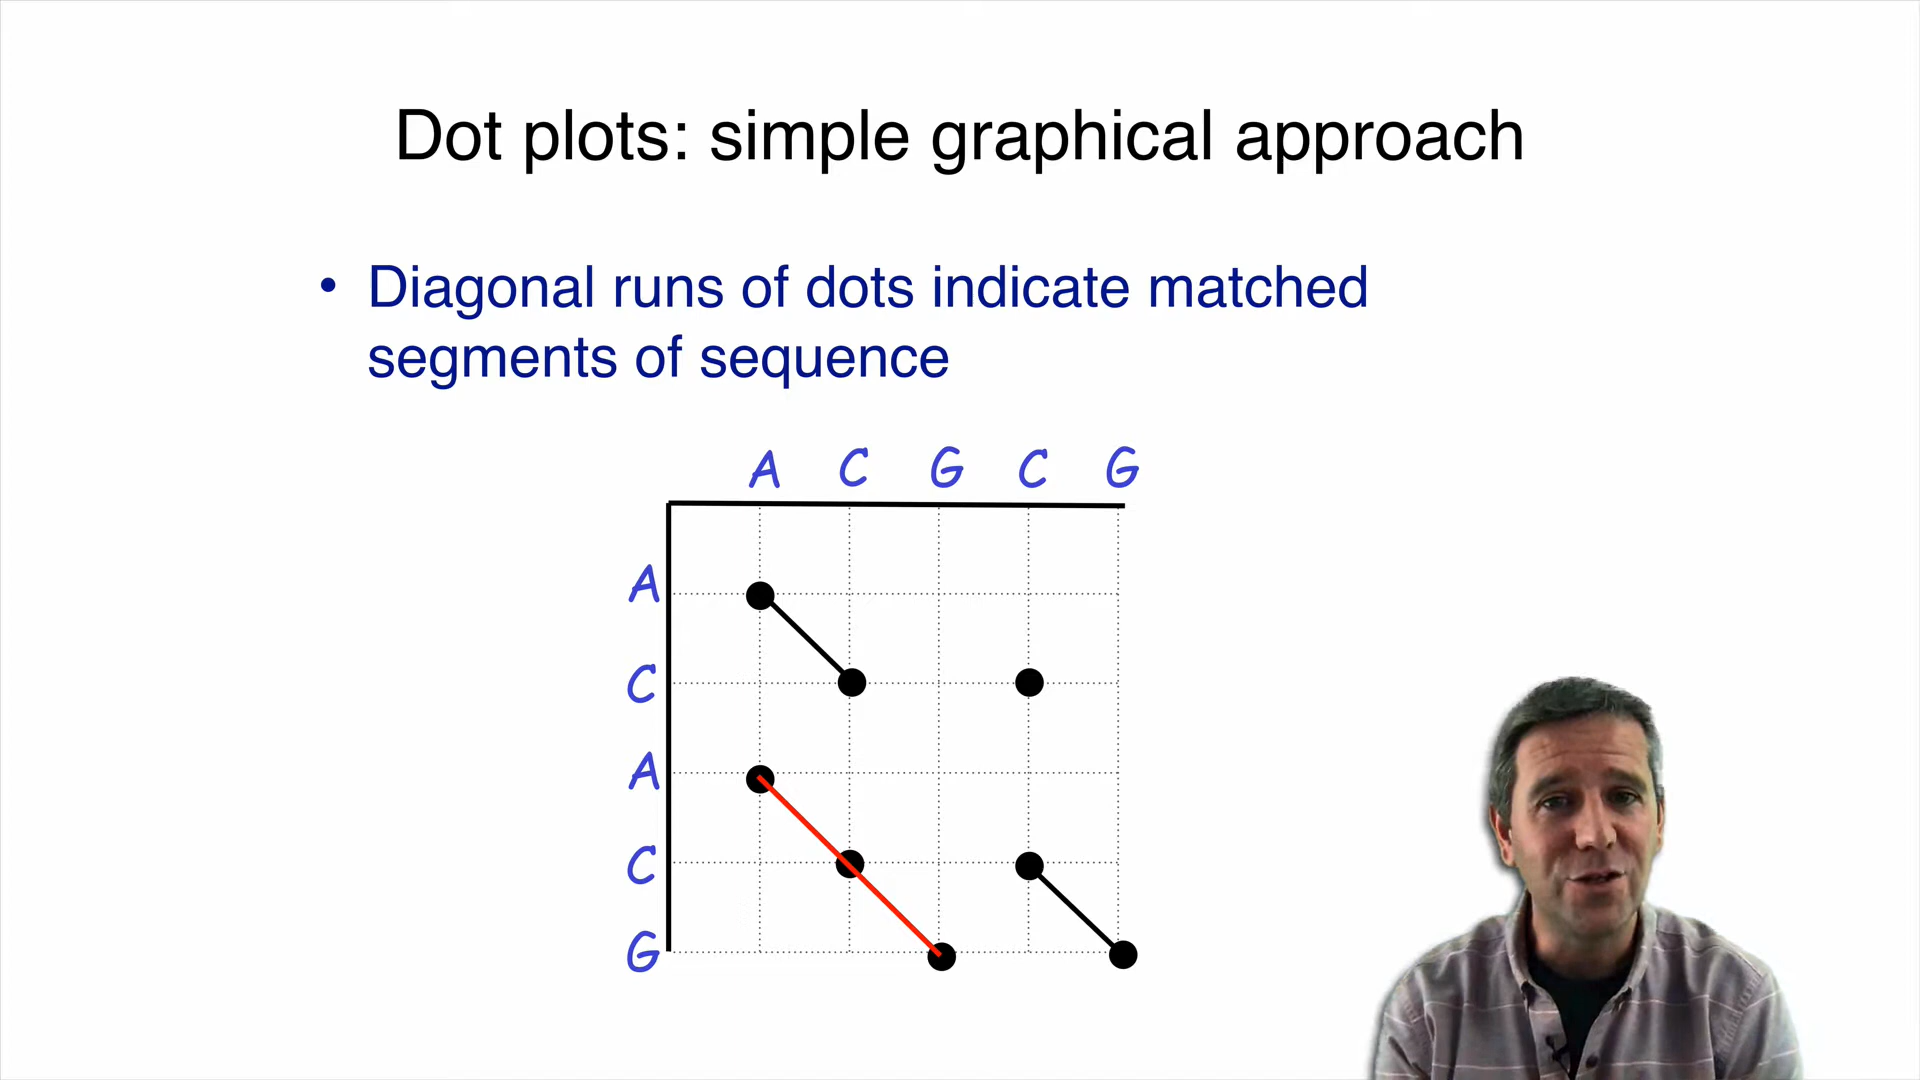 Dot plots: simple graphical approach
• Diagonal runs of dots indicate matched
segments of sequence
A C G C G
A
C
A
C
G